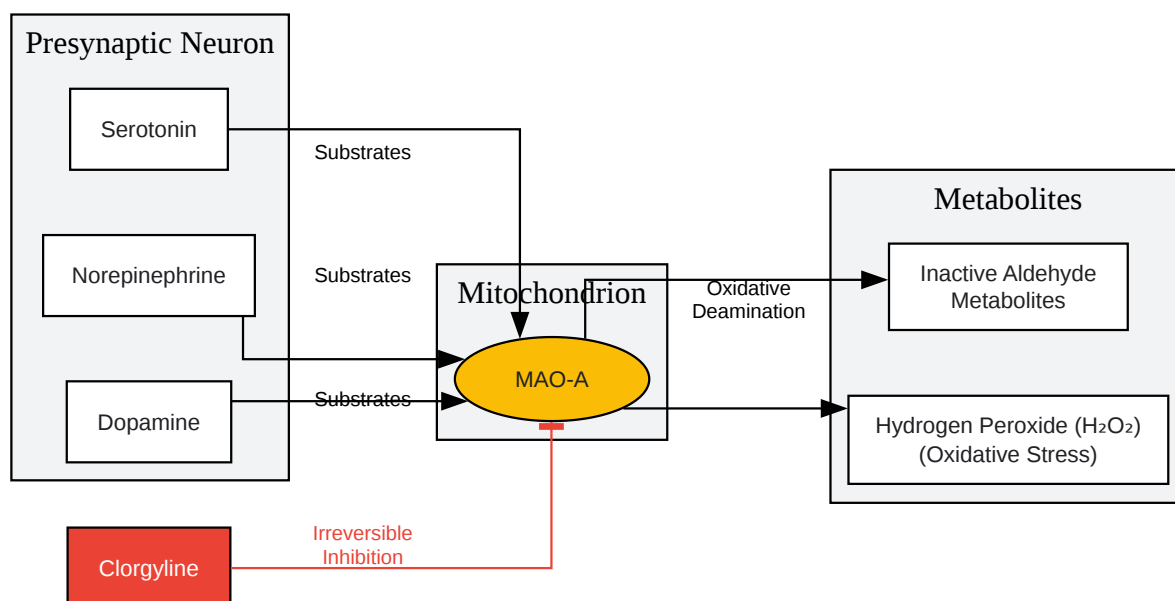 Presynaptic Neuron
Serotonin
Substrates
Norepinephrine
Substrates
Dopamine
Substrates
Clorgyline
Irreversible
Inhibition
Mitochondrion
MAO-A
Oxidative
Deamination
Metabolites
Inactive Aldehyde
Metabolites
Hydrogen Peroxide (H₂O₂)
(Oxidative Stress)